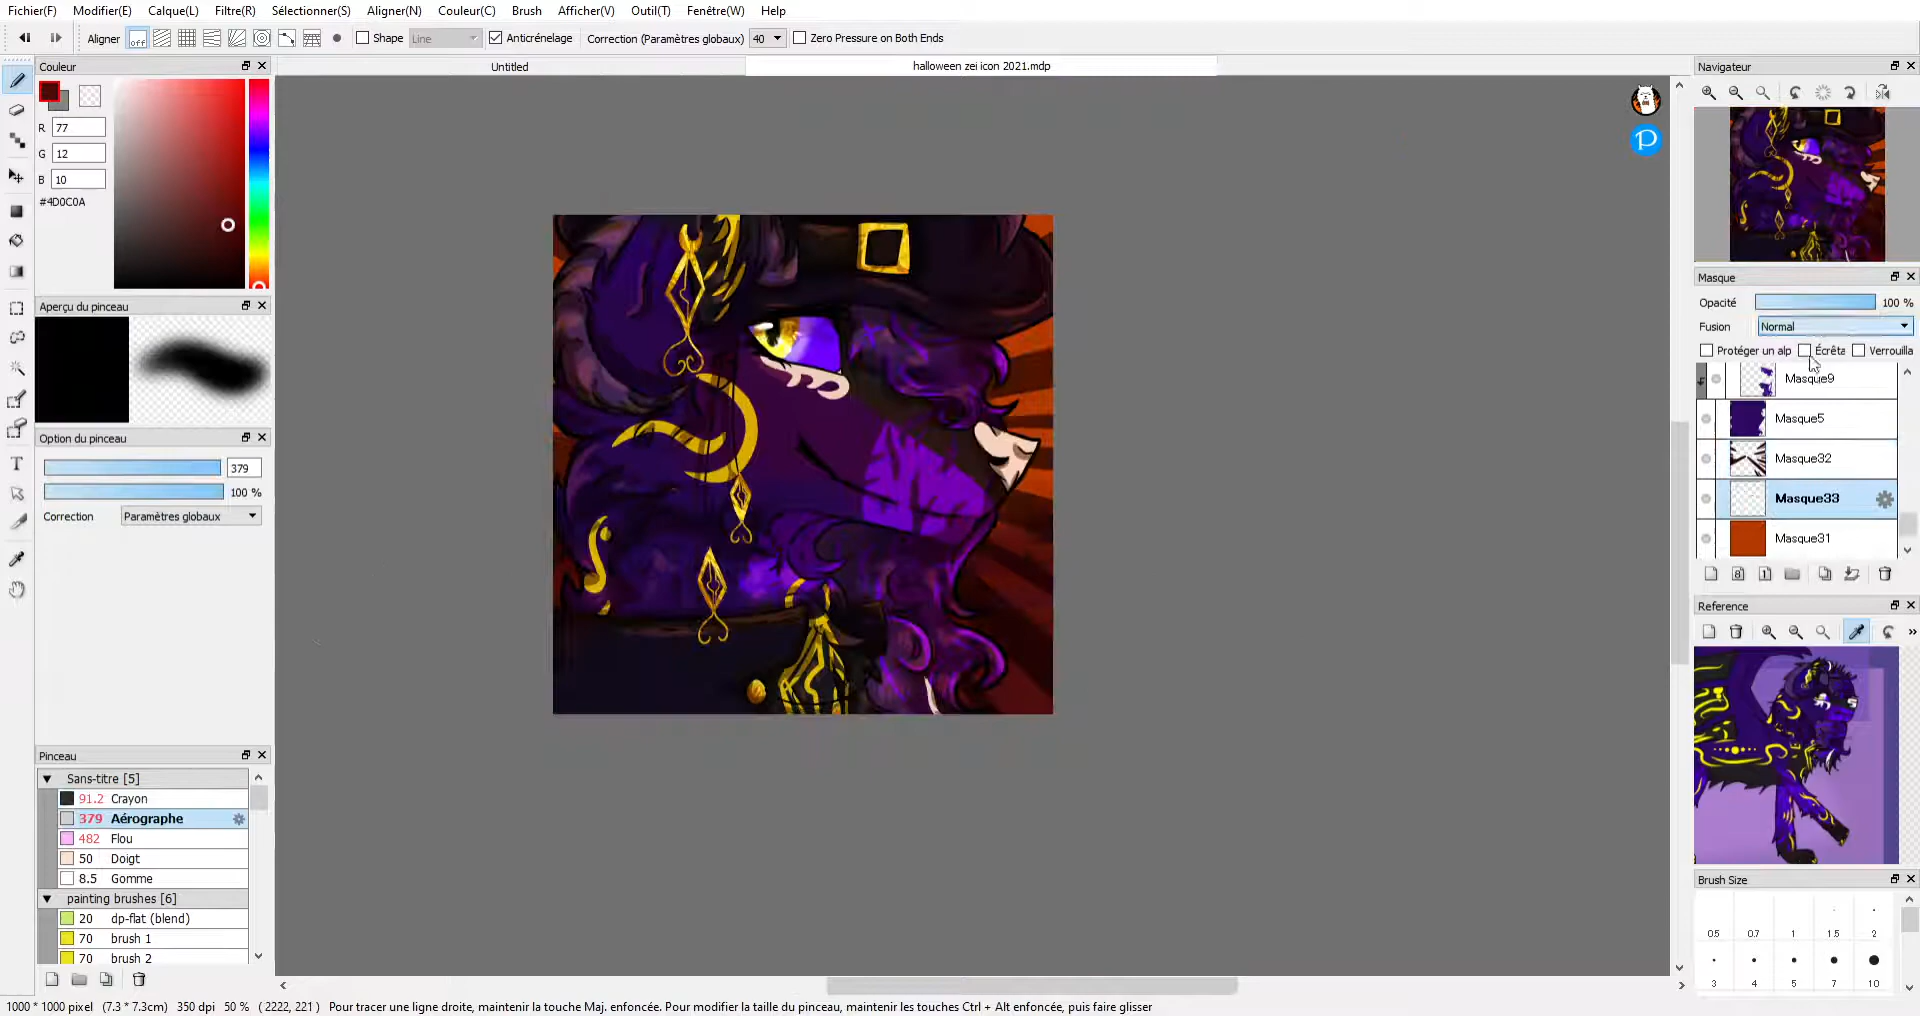 Fichier(F) Modifier(E) Calque(L) Filtre(R) Sélectionner(S) Aligner(N) Couleur(C) Brush Afficher(V) Outil(T) Fenêtre(W) Help
Aligner off Shape Line Anticrénelage Correction (Paramètres globaux) 40 Zero Pressure on Both Ends
Couleur
Untitled
halloween zei icon 2021.mdp
Navigateur
R 77
G 12
B 10
#4D0C0A
Masque
Opacité 100 %
Fusion Normal
Protéger un alp Écrêta Verrouilla
Masque9
Masque5
Masque32
Masque33
Masque31
Aperçu du pinceau
Option du pinceau
379
100 %
Correction Paramètres globaux
Reference
Pinceau
Sans-titre [5]
91.2 Crayon
379 Aérographe
482 Flou
50 Doigt
8.5 Gomme
painting brushes [6]
20 dp-flat (blend)
70 brush 1
70 brush 2
Brush Size
0.5 0.7 1 1.5 2
3 4 5 7 10
1000 * 1000 pixel (7.3 * 7.3cm) 350 dpi 50 % ( 2222, 221 ) Pour tracer une ligne droite, maintenir la touche Maj. enfoncée. Pour modifier la taille du pinceau, maintenir les touches Ctrl + Alt enfoncée, puis faire glisser